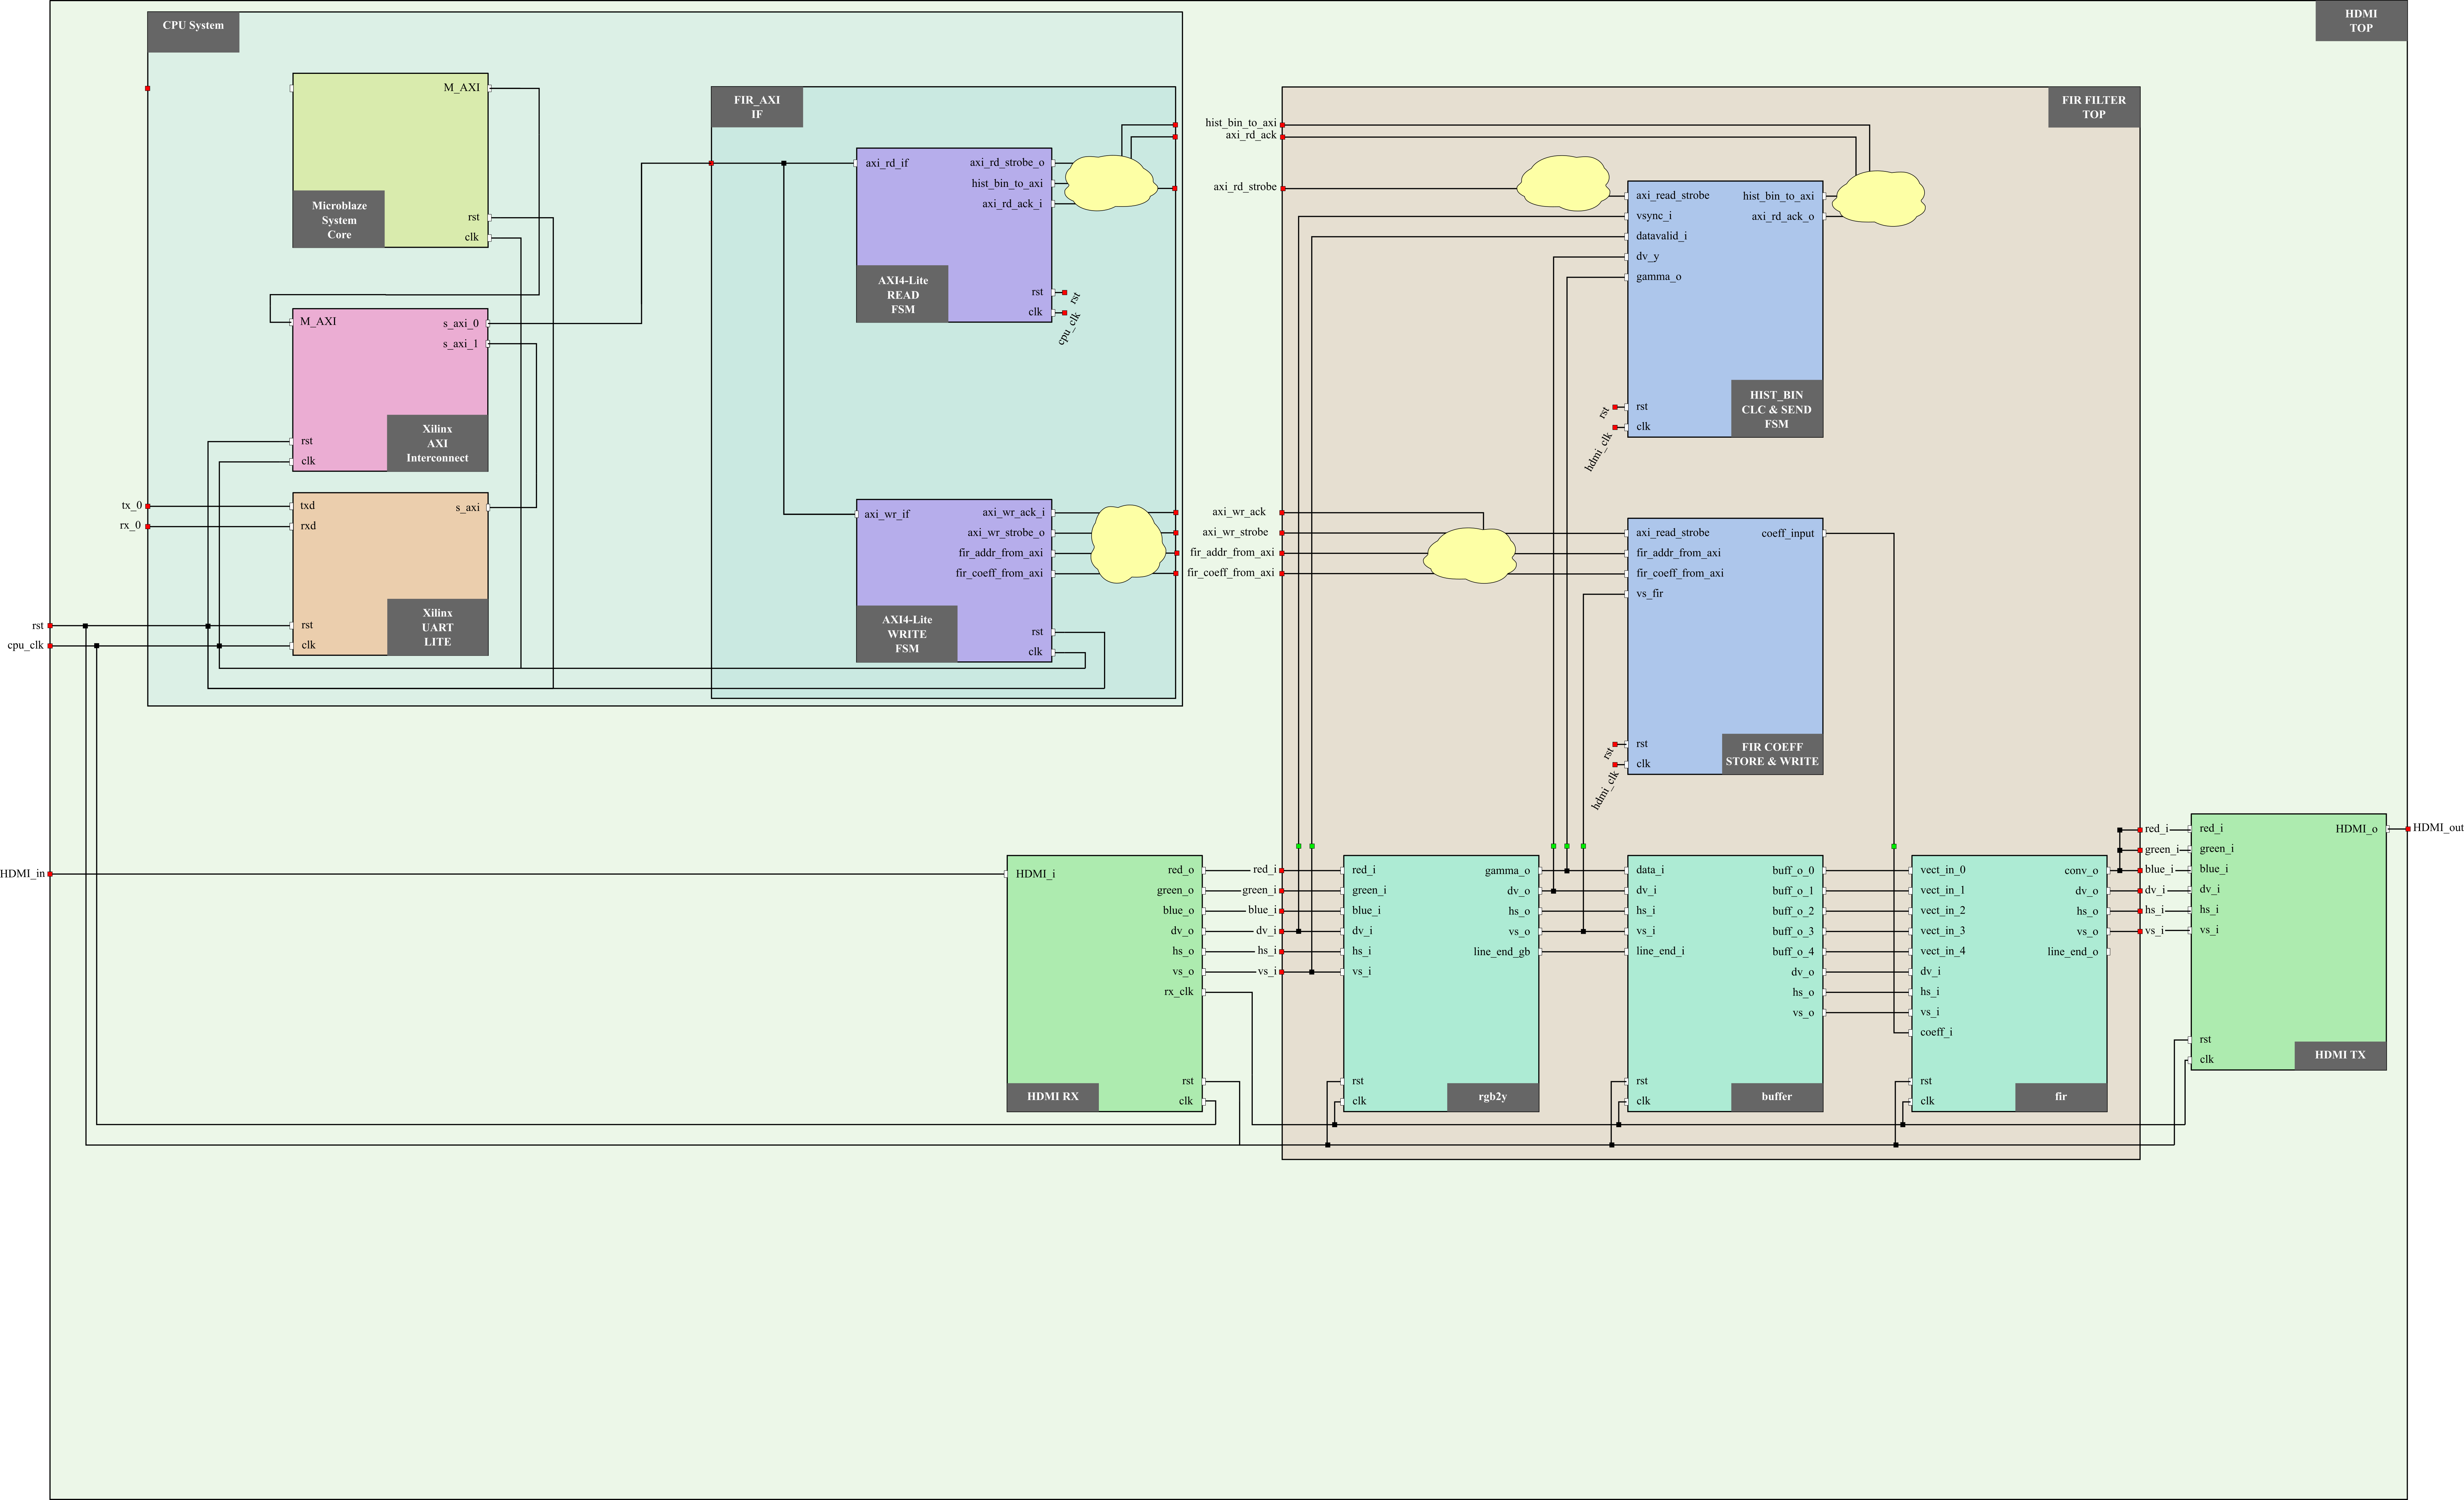 CPU System
HDMI
TOP
M_AXI
Microblaze
System
Core
rst
clk
FIR_AXI
IF
axi_rd_if
axi_rd_strobe_o
hist_bin_to_axi
axi_rd_ack_i
AXI4-Lite
READ
FSM
rst
clk
rst
cpu_clk
M_AXI
s_axi_0
s_axi_1
rst
clk
Xilinx
AXI
Interconnect
tx_0
rx_0
txd
rxd
s_axi
rst
clk
Xilinx
UART
LITE
rst
cpu_clk
axi_wr_if
axi_wr_ack_i
axi_wr_strobe_o
fir_addr_from_axi
fir_coeff_from_axi
AXI4-Lite
WRITE
FSM
rst
clk
hist_bin_to_axi
axi_rd_ack
axi_rd_strobe
axi_wr_ack
axi_wr_strobe
fir_addr_from_axi
fir_coeff_from_axi
FIR FILTER
TOP
axi_read_strobe
vsync_i
datavalid_i
dv_y
gamma_o
hist_bin_to_axi
axi_rd_ack_o
rst
clk
rst
hdmi_clk
HIST_BIN
CLC & SEND
FSM
axi_read_strobe
fir_addr_from_axi
fir_coeff_from_axi
vs_fir
coeff_input
rst
clk
rst
hdmi_clk
FIR COEFF
STORE & WRITE
HDMI_in
HDMI_i
red_o
green_o
blue_o
dv_o
hs_o
vs_o
rx_clk
rst
clk
HDMI RX
red_i
green_i
blue_i
dv_i
hs_i
vs_i
red_i
green_i
blue_i
dv_i
hs_i
vs_i
gamma_o
dv_o
hs_o
vs_o
line_end_gb
rst
clk
rgb2y
data_i
dv_i
hs_i
vs_i
line_end_i
buff_o_0
buff_o_1
buff_o_2
buff_o_3
buff_o_4
dv_o
hs_o
vs_o
rst
clk
buffer
vect_in_0
vect_in_1
vect_in_2
vect_in_3
vect_in_4
dv_i
hs_i
vs_i
coeff_i
conv_o
dv_o
hs_o
vs_o
line_end_o
rst
clk
fir
red_i
green_i
blue_i
dv_i
hs_i
vs_i
red_i
green_i
blue_i
dv_i
hs_i
vs_i
HDMI_o
rst
clk
HDMI TX
HDMI_out